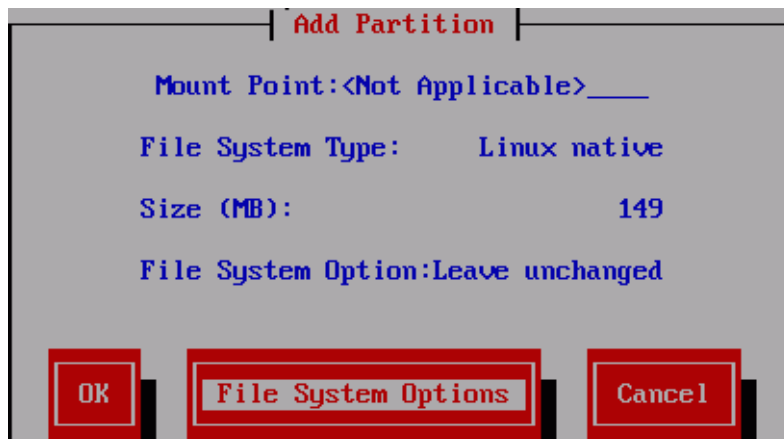 Add Partition
Mount Point:<Not Applicable>____
File System Type: Linux native
Size (MB): 149
File System Option:Leave unchanged
OK File System Options Cancel